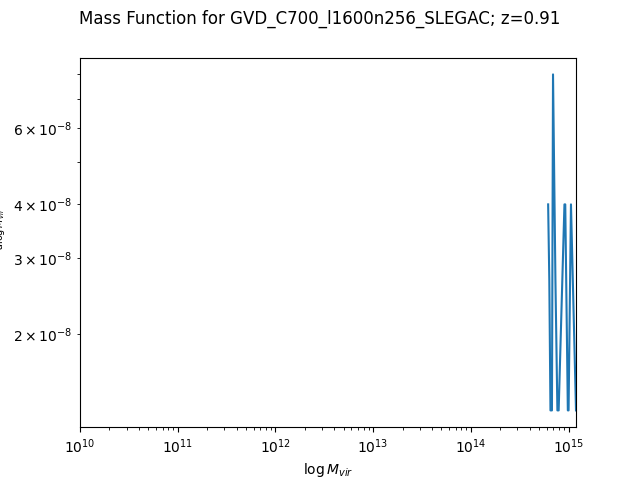 Mass Function for GVD_C700_l1600n256_SLEGAC; z=0.91
6 × 10⁻⁸
4 × 10⁻⁸
3 × 10⁻⁸
2 × 10⁻⁸
10¹⁰ 10¹¹ 10¹² 10¹³ 10¹⁴ 10¹⁵
log M_vir